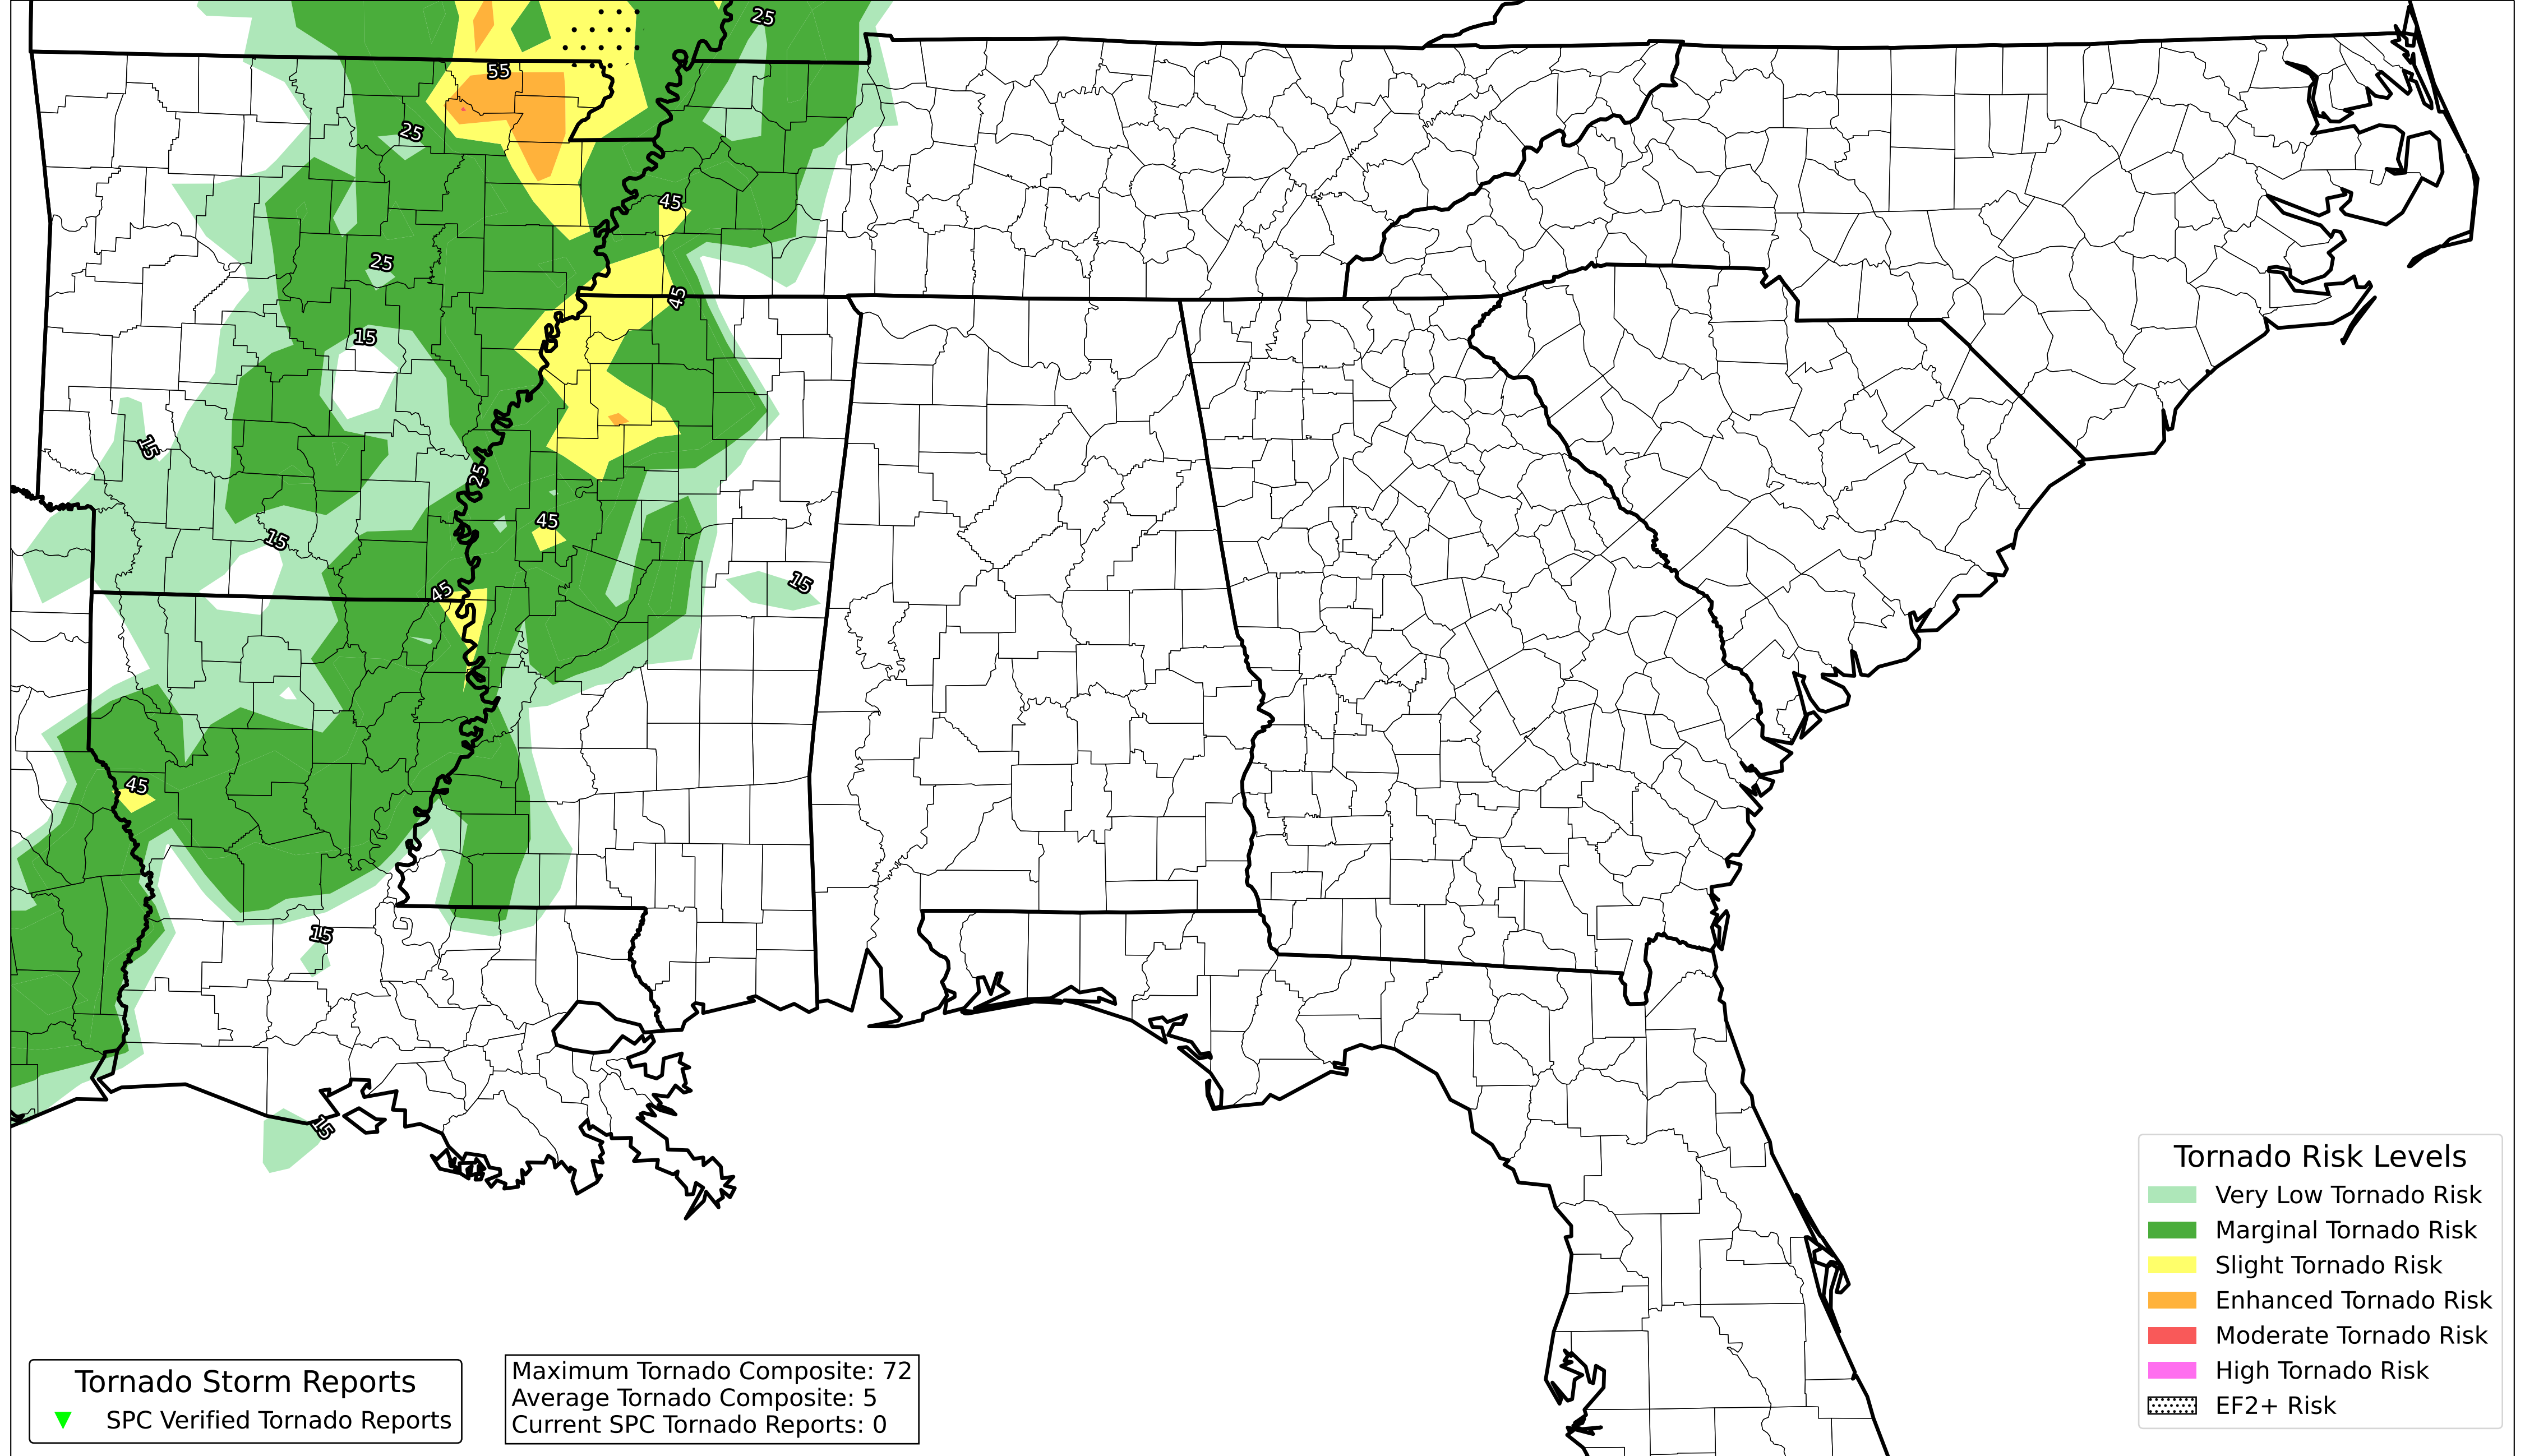 25
55
25
45
25
45
15
15
25
45
15
15
45
45
15
15
Tornado Risk Levels
Very Low Tornado Risk
Marginal Tornado Risk
Slight Tornado Risk
Enhanced Tornado Risk
Moderate Tornado Risk
High Tornado Risk
EF2+ Risk
Tornado Storm Reports
SPC Verified Tornado Reports
Maximum Tornado Composite: 72
Average Tornado Composite: 5
Current SPC Tornado Reports: 0